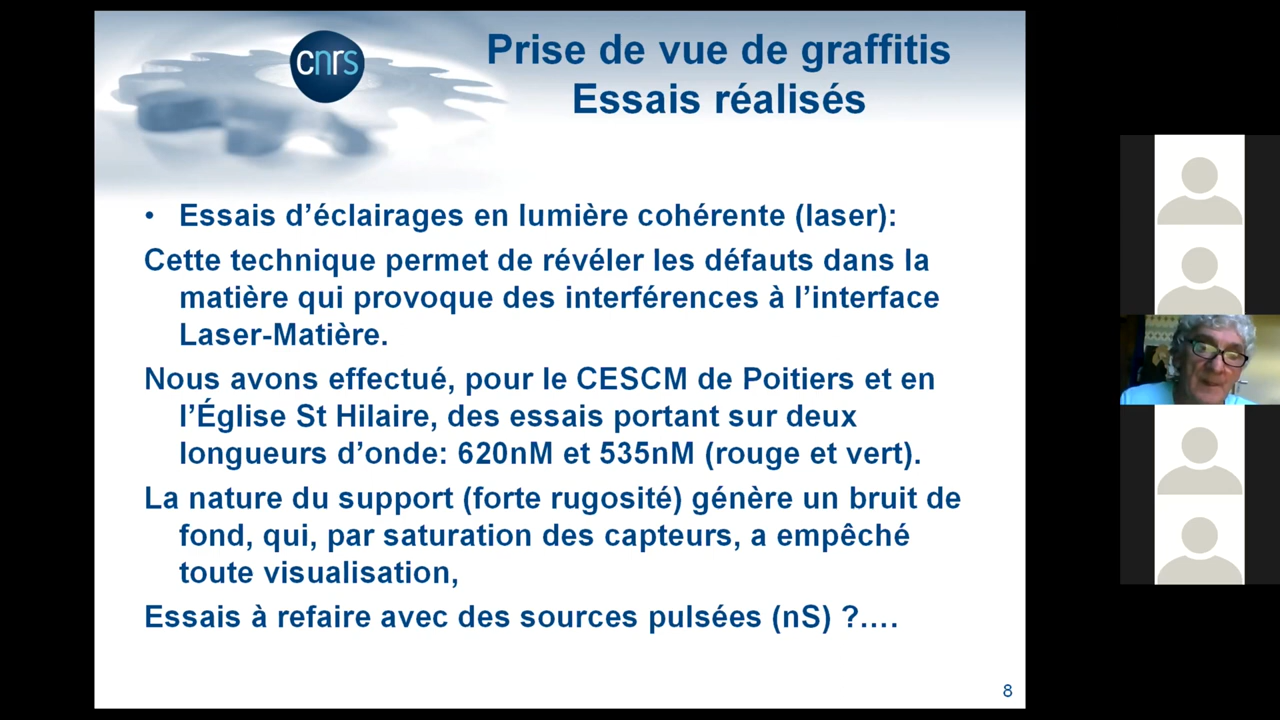 cnrs
Prise de vue de graffitis
Essais réalisés
• Essais d’éclairages en lumière cohérente (laser):
Cette technique permet de révéler les défauts dans la
matière qui provoque des interférences à l’interface
Laser-Matière.
Nous avons effectué, pour le CESCM de Poitiers et en
l’Église St Hilaire, des essais portant sur deux
longueurs d’onde: 620nM et 535nM (rouge et vert).
La nature du support (forte rugosité) génère un bruit de
fond, qui, par saturation des capteurs, a empêché
toute visualisation,
Essais à refaire avec des sources pulsées (nS) ?....
8